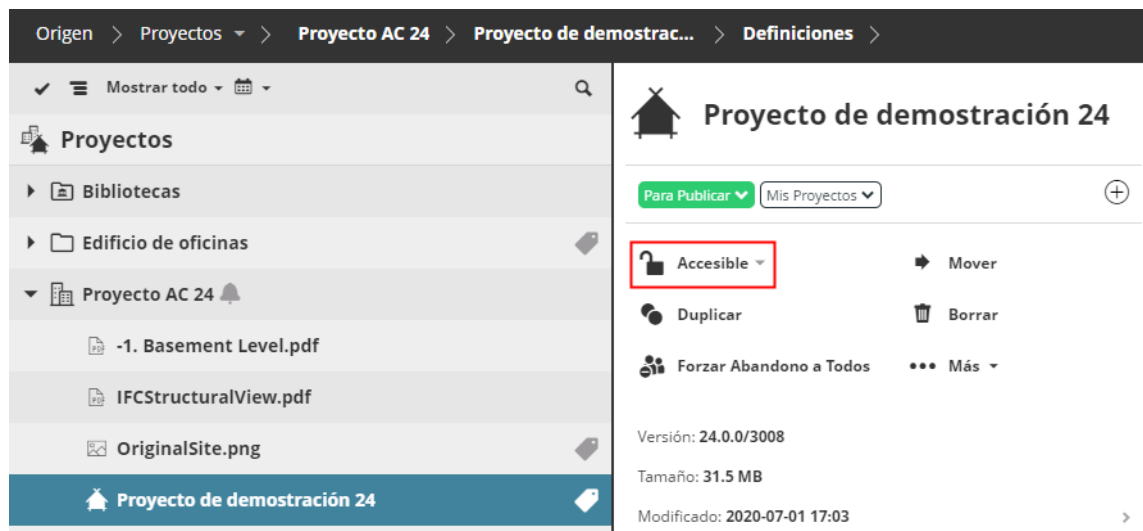 Origen > Proyectos > Proyecto AC 24 > Proyecto de demostrac... > Definiciones >
Mostrar todo
Proyectos
Bibliotecas
Edificio de oficinas
Proyecto AC 24
-1. Basement Level.pdf
IFCStructuralView.pdf
OriginalSite.png
Proyecto de demostración 24
Proyecto de demostración 24
Para Publicar
Mis Proyectos
Accesible
Mover
Duplicar
Borrar
Forzar Abandono a Todos
Más
Versión: 24.0.0/3008
Tamaño: 31.5 MB
Modificado: 2020-07-01 17:03